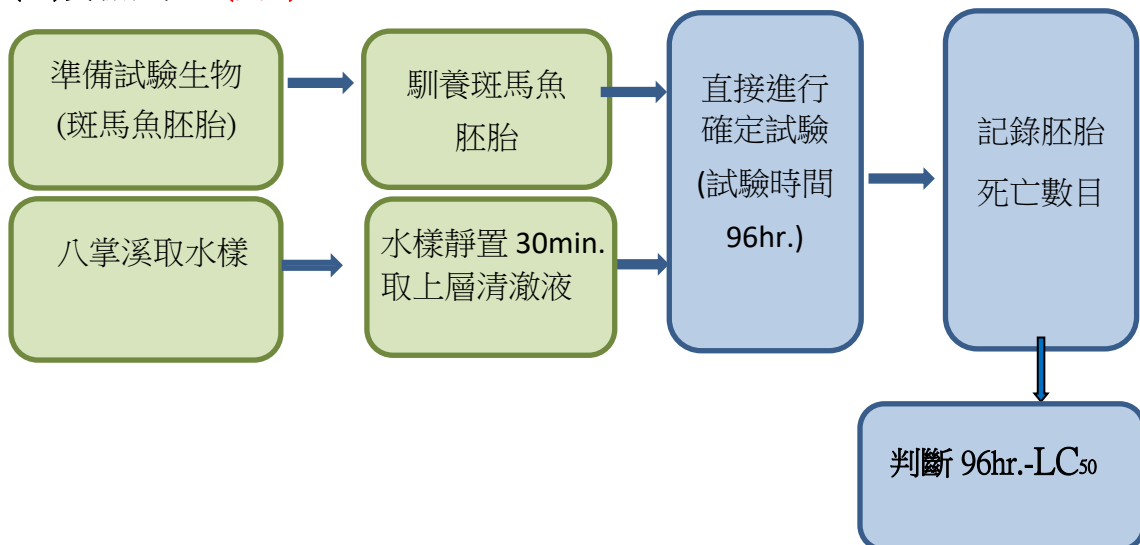 準備試驗生物
(斑馬魚胚胎)
馴養斑馬魚
胚胎
直接進行
確定試驗
(試驗時間
96hr.)
記錄胚胎
死亡數目
八掌溪取水樣
水樣靜置 30min.
取上層清澈液
判斷 96hr.-LC₅₀